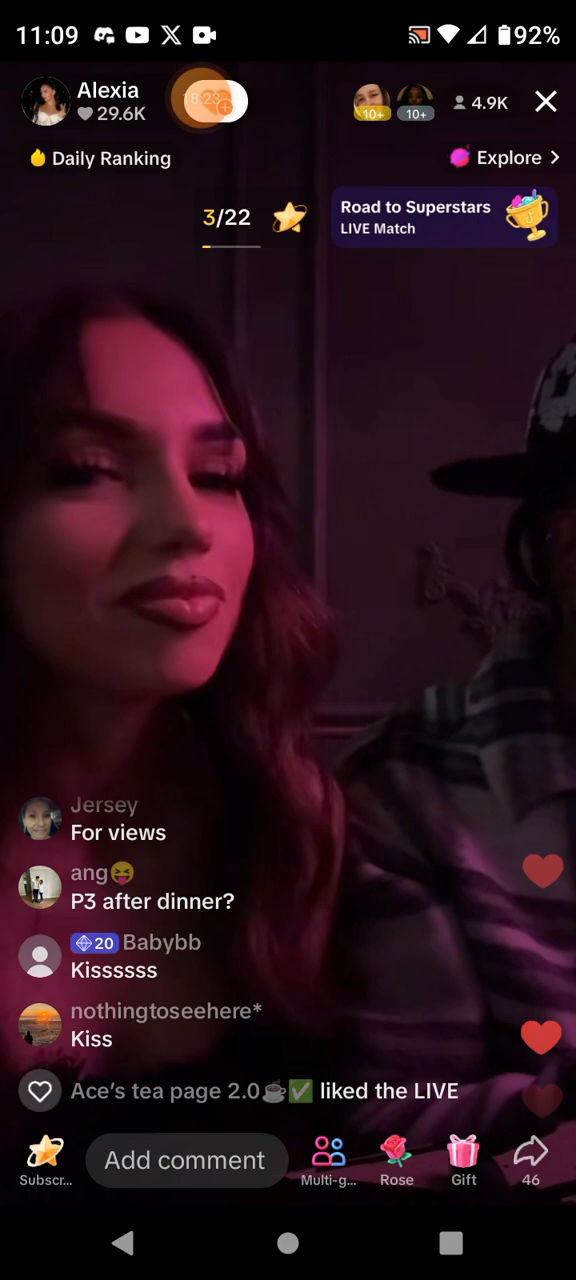 11:09
92%
Alexia
29.6K
18:23
10+
10+
4.9K
Daily Ranking
Explore
3/22
Road to Superstars
LIVE Match
Jersey
For views
ang😝
P3 after dinner?
20 Babybb
Kissssss
nothingtoseehere*
Kiss
Ace's tea page 2.0☕✅ liked the LIVE
Add comment
Subscr...
Multi-g...
Rose
Gift
46